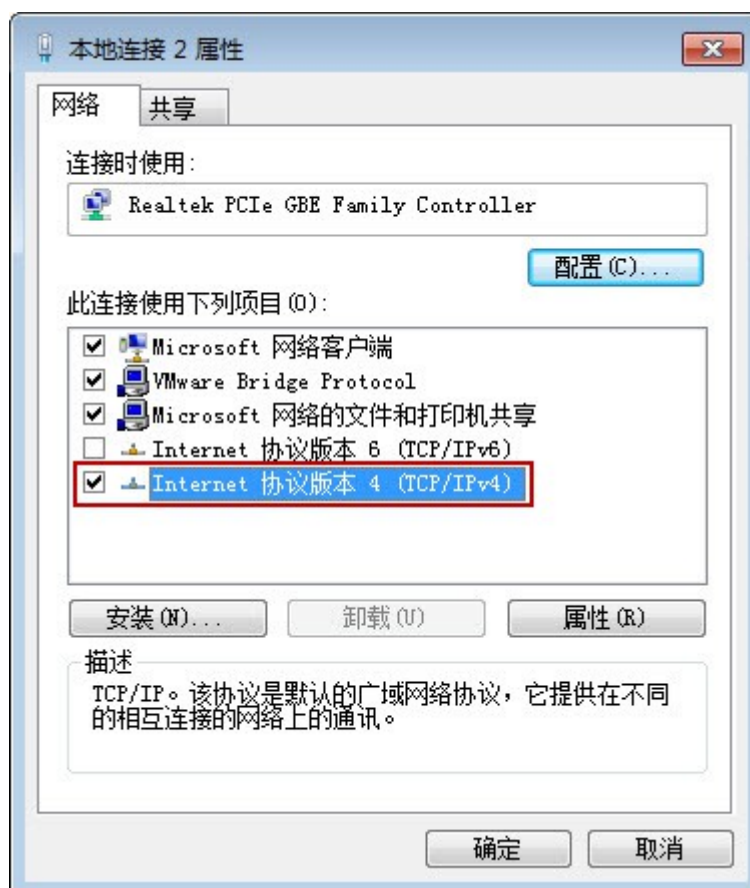 本地连接 2 属性
网络
共享
连接时使用:
Realtek PCIe GBE Family Controller
配置(C)...
此连接使用下列项目(O):
Microsoft 网络客户端
VMware Bridge Protocol
Microsoft 网络的文件和打印机共享
Internet 协议版本 6 (TCP/IPv6)
Internet 协议版本 4 (TCP/IPv4)
安装(N)...
卸载(U)
属性(R)
描述
TCP/IP。该协议是默认的广域网络协议，它提供在不同
的相互连接的网络上的通讯。
确定
取消